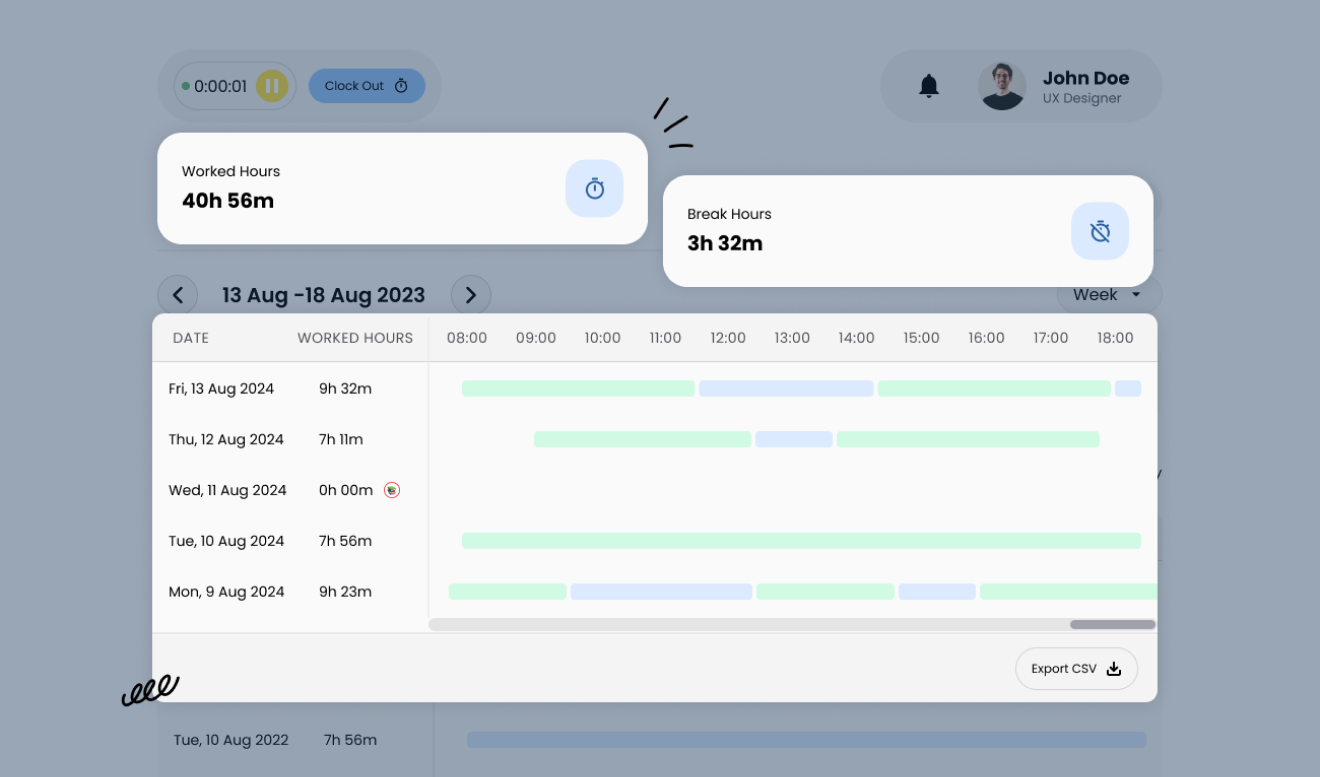 0:00:01 Clock Out
John Doe
UX Designer
Worked Hours
40h 56m
Break Hours
3h 32m
13 Aug -18 Aug 2023
Week
DATE WORKED HOURS 08:00 09:00 10:00 11:00 12:00 13:00 14:00 15:00 16:00 17:00 18:00
Fri, 13 Aug 2024 9h 32m
Thu, 12 Aug 2024 7h 11m
Wed, 11 Aug 2024 0h 00m
Tue, 10 Aug 2024 7h 56m
Mon, 9 Aug 2024 9h 23m
Export CSV
Tue, 10 Aug 2022 7h 56m